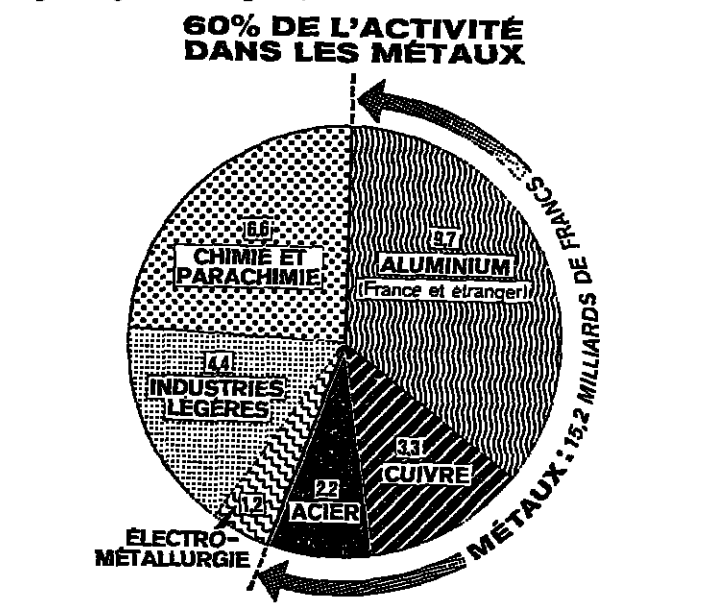 60% DE L'ACTIVITÉ
DANS LES MÉTAUX
6,6
CHIMIE ET
PARACHIMIE
9,7
ALUMINIUM
(France et étranger)
4,4
INDUSTRIES
LÉGÈRES
3,3
CUIVRE
2,2
ACIER
1,2
ÉLECTRO-
MÉTALLURGIE
MÉTAUX : 15,2 MILLIARDS DE FRANCS